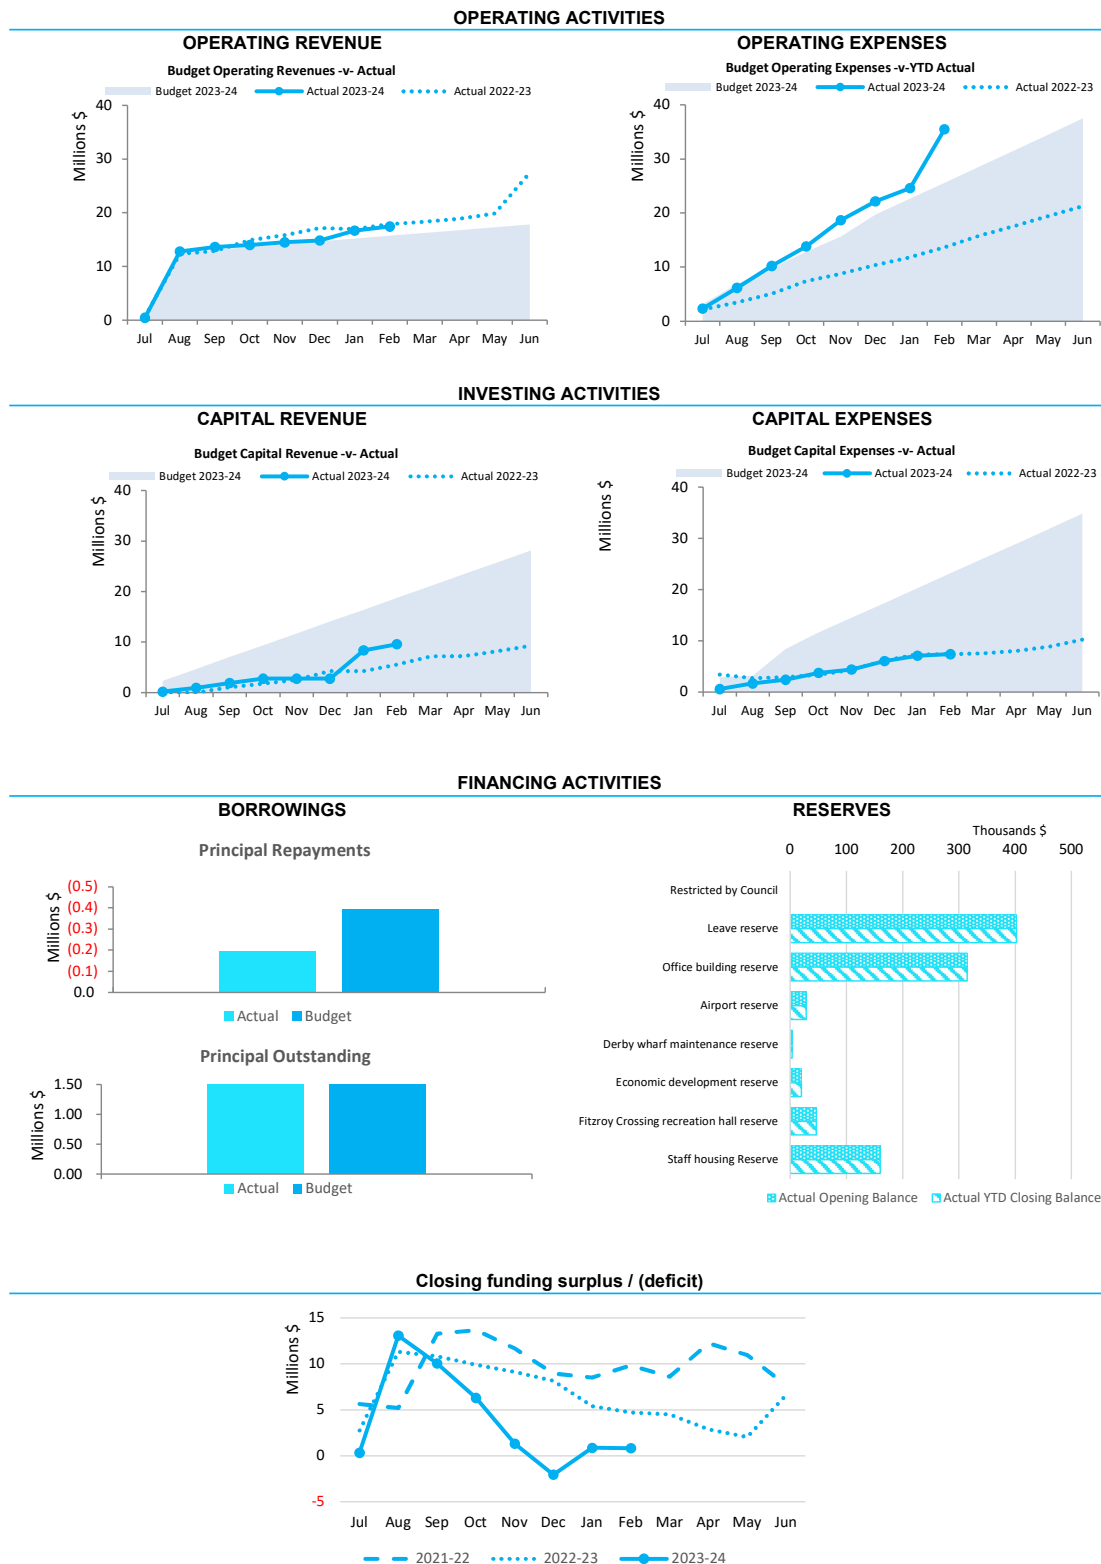 OPERATING ACTIVITIES
OPERATING REVENUE
Budget Operating Revenues -v- Actual
Budget 2023-24 Actual 2023-24 Actual 2022-23
Millions $
40
30
20
10
0
Jul Aug Sep Oct Nov Dec Jan Feb Mar Apr May Jun
OPERATING EXPENSES
Budget Operating Expenses -v-YTD Actual
Budget 2023-24 Actual 2023-24 Actual 2022-23
Millions $
40
30
20
10
0
Jul Aug Sep Oct Nov Dec Jan Feb Mar Apr May Jun
INVESTING ACTIVITIES
CAPITAL REVENUE
Budget Capital Revenue -v- Actual
Budget 2023-24 Actual 2023-24 Actual 2022-23
Millions $
40
30
20
10
0
Jul Aug Sep Oct Nov Dec Jan Feb Mar Apr May Jun
CAPITAL EXPENSES
Budget Capital Expenses -v- Actual
Budget 2023-24 Actual 2023-24 Actual 2022-23
Millions $
40
30
20
10
0
Jul Aug Sep Oct Nov Dec Jan Feb Mar Apr May Jun
FINANCING ACTIVITIES
BORROWINGS
Principal Repayments
Millions $
(0.5)
(0.4)
(0.3)
(0.2)
(0.1)
0.0
Actual Budget
Principal Outstanding
Millions $
1.50
1.00
0.50
0.00
Actual Budget
RESERVES
Thousands $
0 100 200 300 400 500
Restricted by Council
Leave reserve
Office building reserve
Airport reserve
Derby wharf maintenance reserve
Economic development reserve
Fitzroy Crossing recreation hall reserve
Staff housing Reserve
Actual Opening Balance Actual YTD Closing Balance
Closing funding surplus / (deficit)
Millions $
15
10
5
0
-5
Jul Aug Sep Oct Nov Dec Jan Feb Mar Apr May Jun
2021-22 2022-23 2023-24